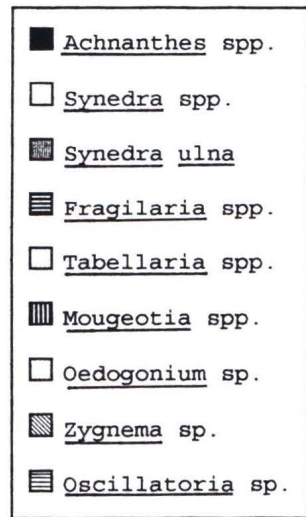 Achnanthes spp.
Synedra spp.
Synedra ulna
Fragilaria spp.
Tabellaria spp.
Mougeotia spp.
Oedogonium sp.
Zygnema sp.
Oscillatoria sp.